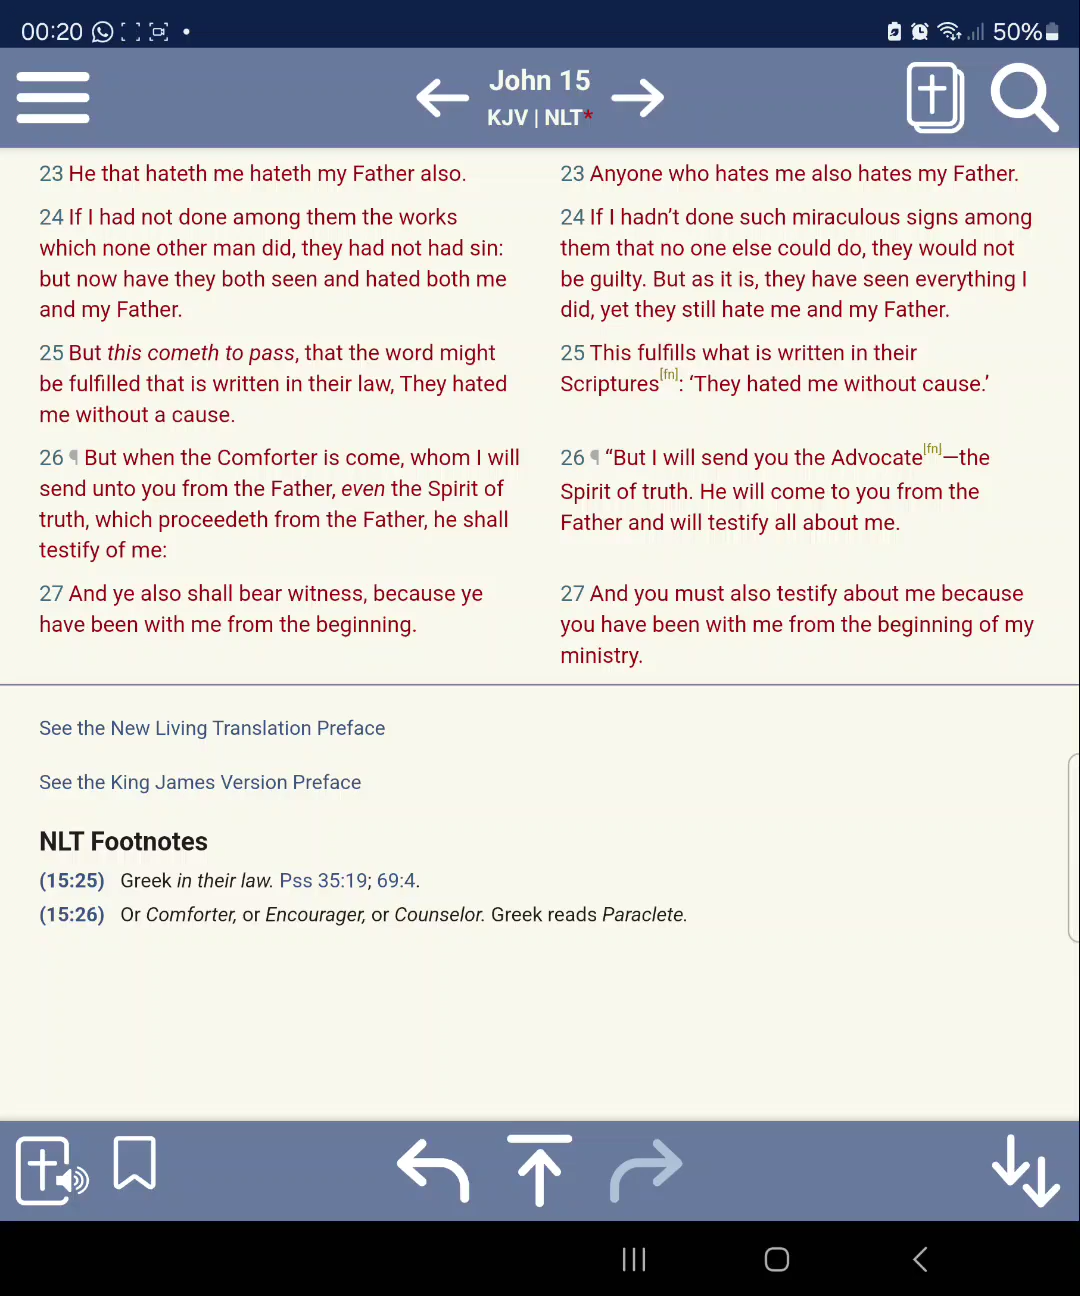 00:20
50%
John 15
KJV | NLT*
23 He that hateth me hateth my Father also.
24 If I had not done among them the works
which none other man did, they had not had sin:
but now have they both seen and hated both me
and my Father.
25 But this cometh to pass, that the word might
be fulfilled that is written in their law, They hated
me without a cause.
26 ¶ But when the Comforter is come, whom I will
send unto you from the Father, even the Spirit of
truth, which proceedeth from the Father, he shall
testify of me:
27 And ye also shall bear witness, because ye
have been with me from the beginning.
23 Anyone who hates me also hates my Father.
24 If I hadn’t done such miraculous signs among
them that no one else could do, they would not
be guilty. But as it is, they have seen everything I
did, yet they still hate me and my Father.
25 This fulfills what is written in their
Scriptures[fn]: ‘They hated me without cause.’
26 ¶ “But I will send you the Advocate[fn]—the
Spirit of truth. He will come to you from the
Father and will testify all about me.
27 And you must also testify about me because
you have been with me from the beginning of my
ministry.
See the New Living Translation Preface
See the King James Version Preface
NLT Footnotes
(15:25) Greek in their law. Pss 35:19; 69:4.
(15:26) Or Comforter, or Encourager, or Counselor. Greek reads Paraclete.